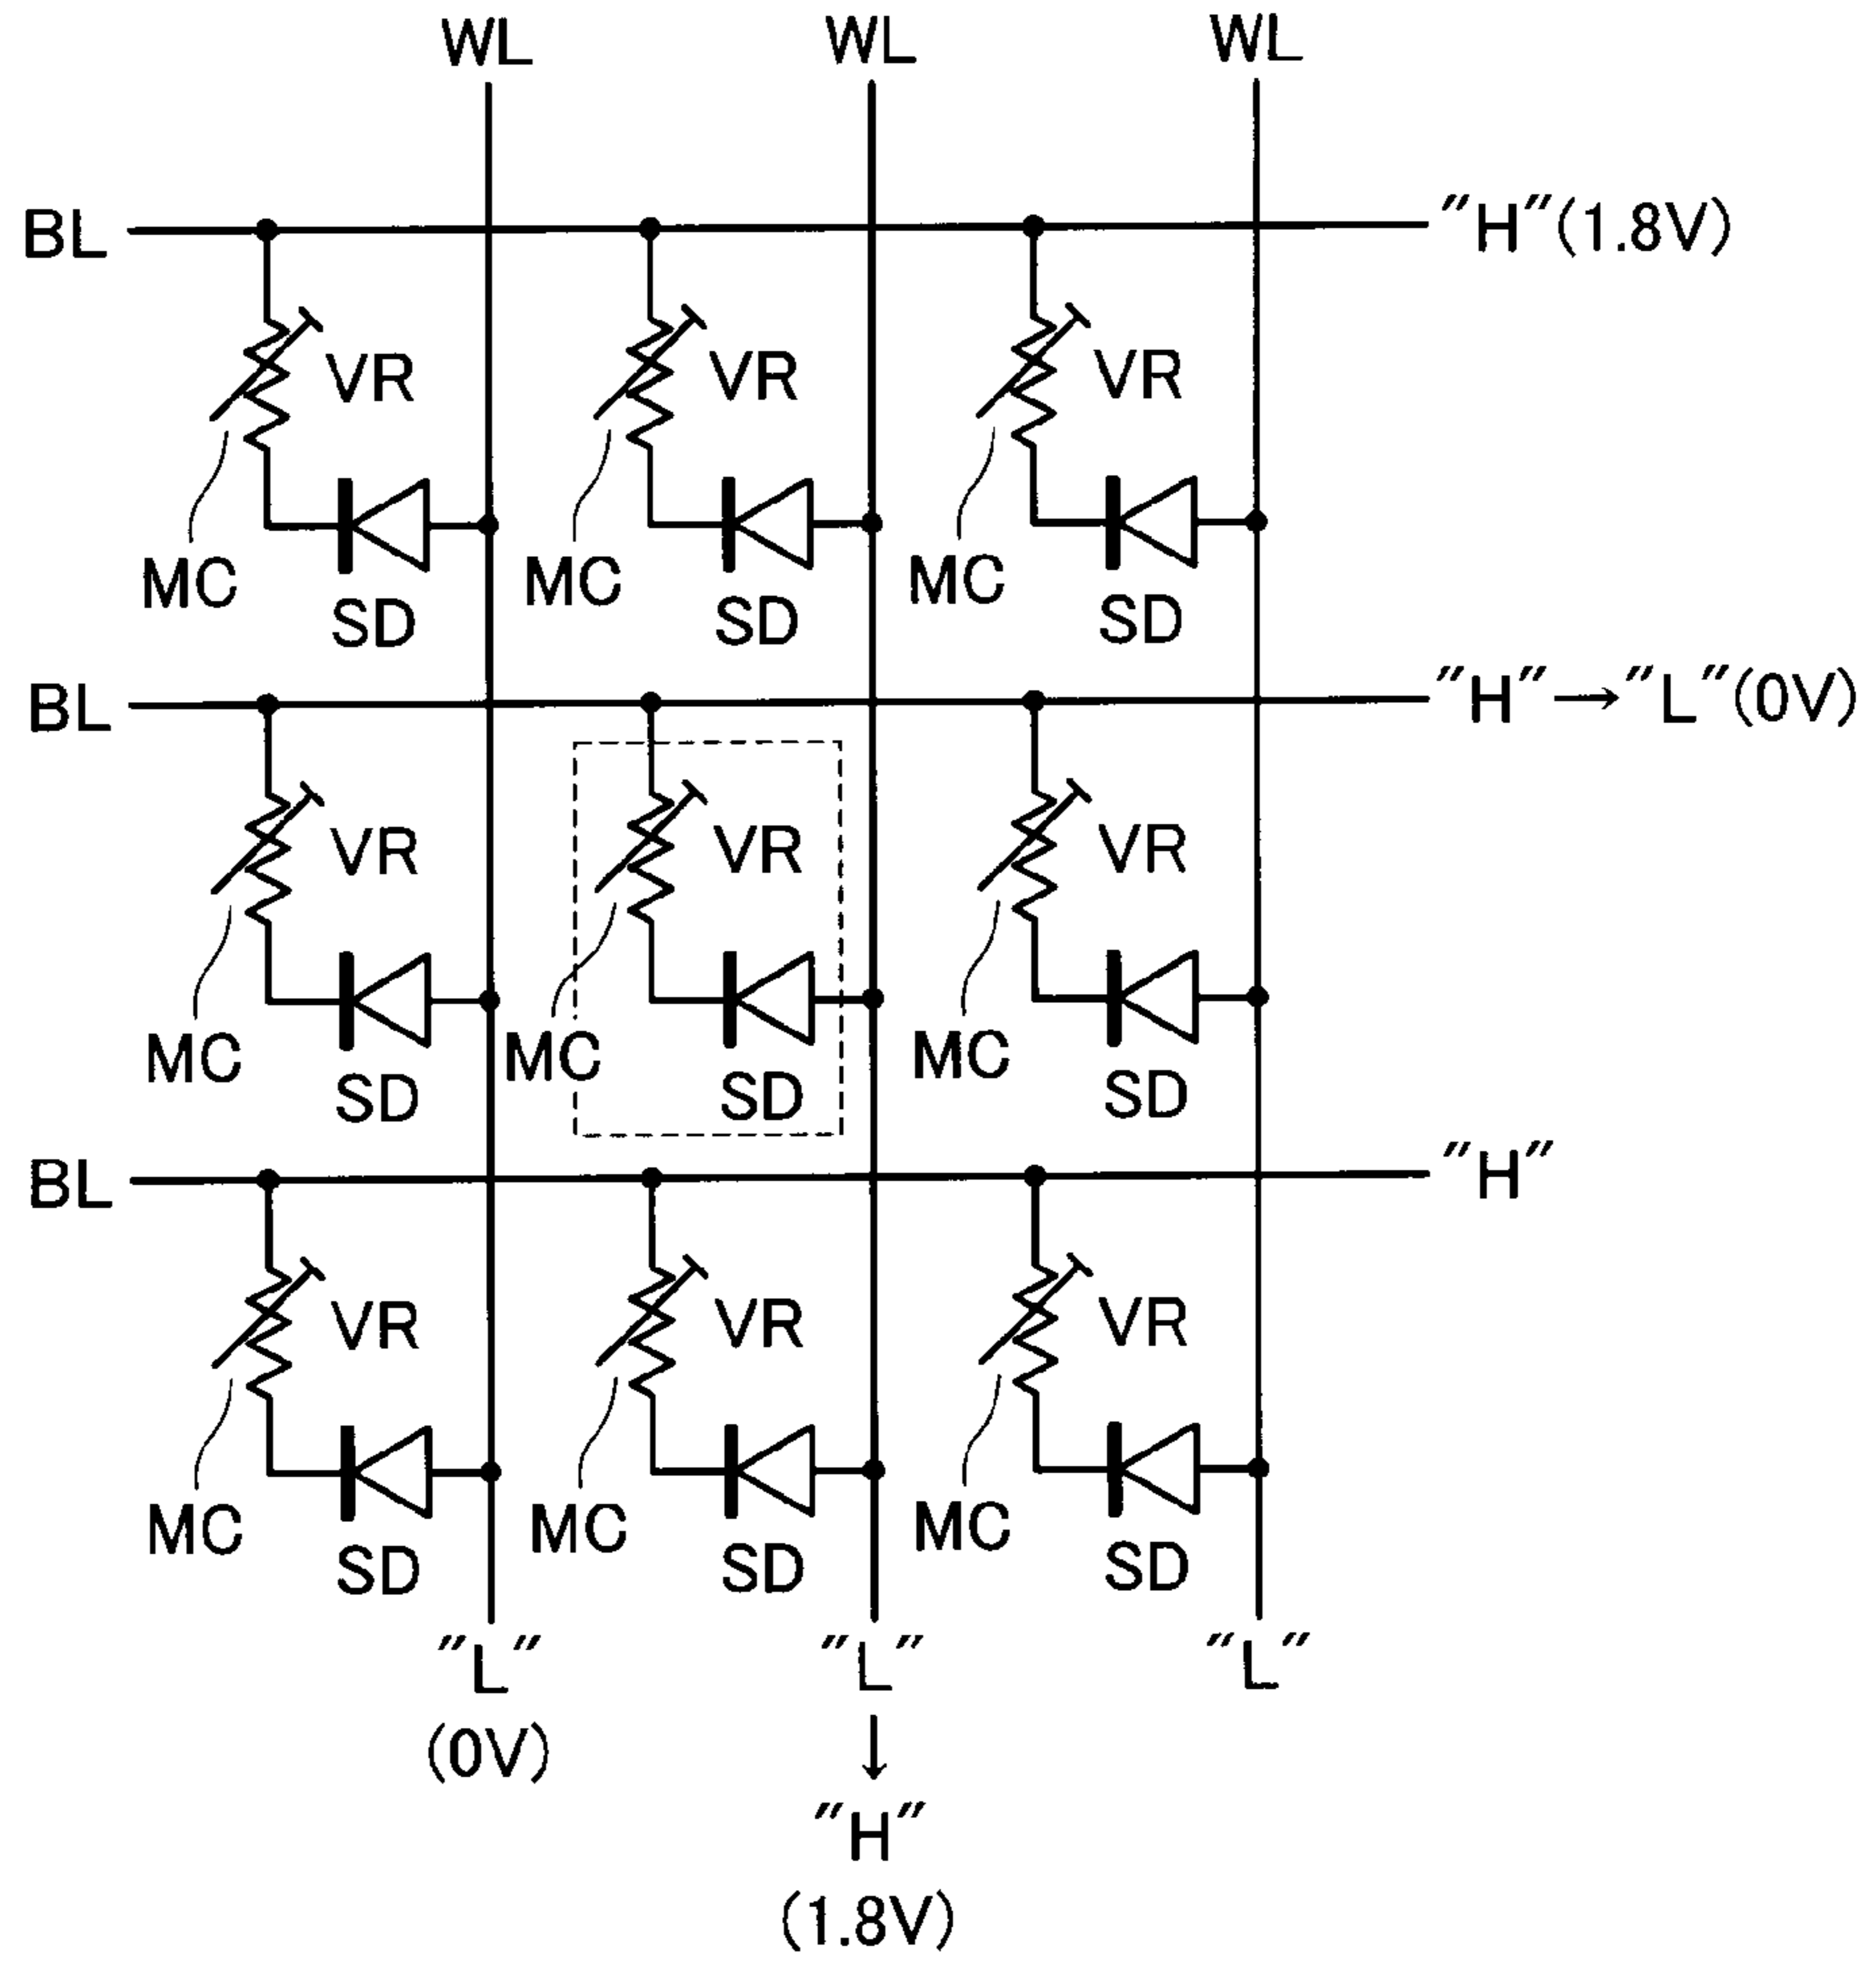 WL WL WL
BL "H"(1.8V)
VR VR VR
MC MC MC
SD SD SD
BL "H"→"L"(0V)
VR VR VR
MC MC MC
SD SD SD
BL "H"
VR VR VR
MC MC MC
SD SD SD
"L" "L" "L"
(0V) ↓
"H"
(1.8V)